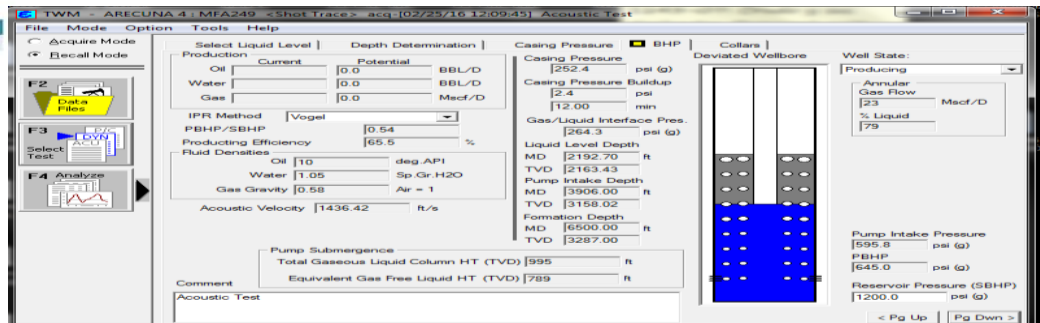 TWM - ARECUNA 4 : MFA249 <Shot Trace> acq-[02/25/16 12:09:45] Acoustic Test
File Mode Option Tools Help
Acquire Mode
Recall Mode
F2
Data Files
F3
Select Test
P/C
DYN
ACU
F4 Analyze
Select Liquid Level
Depth Determination
Casing Pressure
BHP
Collars
Production
Current Potential
Oil 0.0 BBL/D
Water 0.0 BBL/D
Gas 0.0 Mscf/D
IPR Method Vogel
PBHP/SBHP 0.54
Producing Efficiency 65.5 %
Fluid Densities
Oil 10 deg.API
Water 1.05 Sp.Gr.H2O
Gas Gravity 0.58 Air = 1
Acoustic Velocity 1436.42 ft/s
Pump Submergence
Total Gaseous Liquid Column HT (TVD) 995 ft
Equivalent Gas Free Liquid HT (TVD) 789 ft
Comment
Acoustic Test
Casing Pressure
252.4 psi (g)
Casing Pressure Buildup
2.4 psi
12.00 min
Gas/Liquid Interface Pres.
264.3 psi (g)
Liquid Level Depth
MD 2192.70 ft
TVD 2163.43
Pump Intake Depth
MD 3906.00 ft
TVD 3158.02
Formation Depth
MD 6500.00 ft
TVD 3287.00
Deviated Wellbore
Well State:
Producing
Annular
Gas Flow
23 Mscf/D
% Liquid
79
Pump Intake Pressure
595.8 psi (g)
PBHP
645.0 psi (g)
Reservoir Pressure (SBHP)
1200.0 psi (g)
< Pg Up
Pg Dwn >